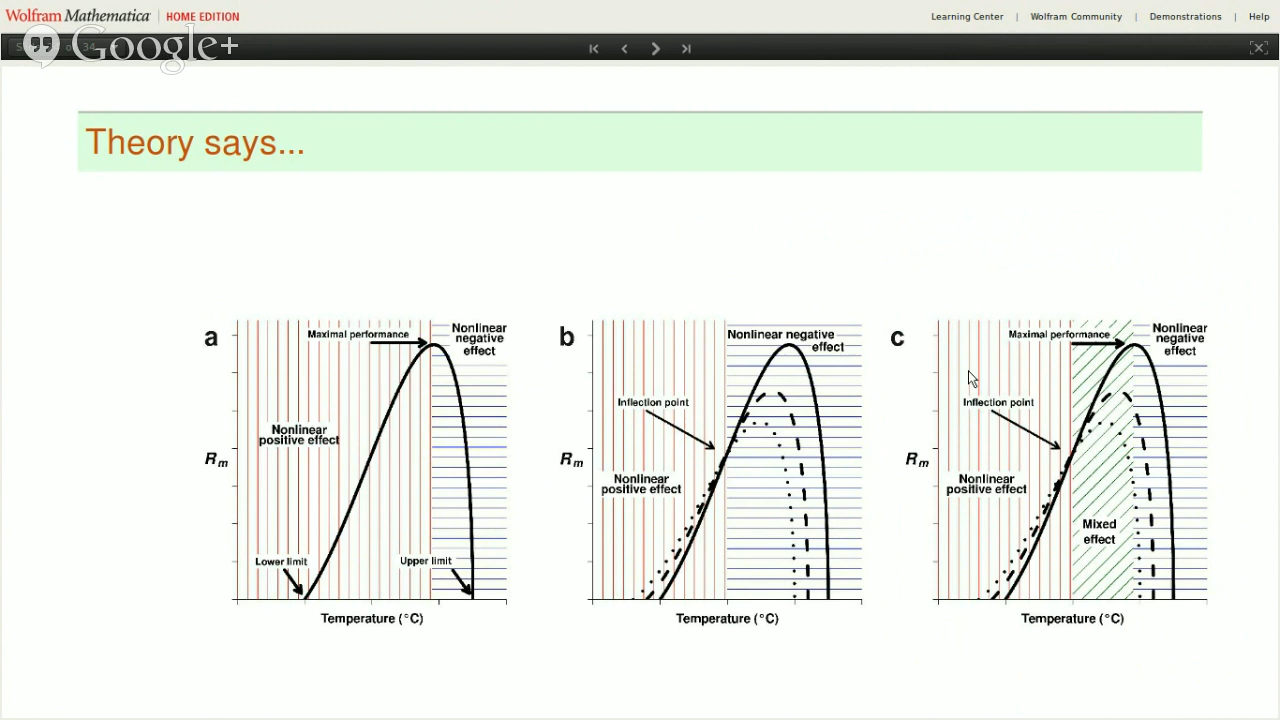 Wolfram Mathematica | HOME EDITION
Learning Center | Wolfram Community | Demonstrations | Help
34
Google+
Theory says...
a
Maximal performance
Nonlinear
negative
effect
Nonlinear
positive effect
Rm
Lower limit
Upper limit
Temperature (°C)
b
Nonlinear negative
effect
Inflection point
Rm
Nonlinear
positive effect
Temperature (°C)
c
Maximal performance
Nonlinear
negative
effect
Inflection point
Rm
Nonlinear
positive effect
Mixed
effect
Temperature (°C)